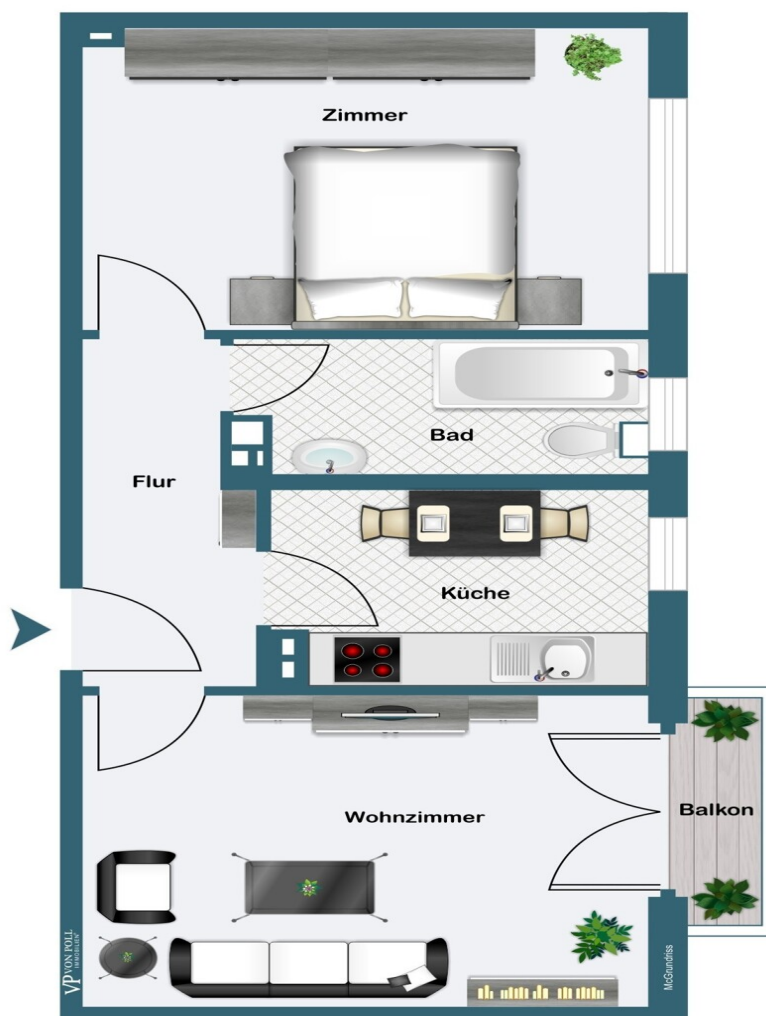 Zimmer
Bad
Flur
Küche
Wohnzimmer
Balkon
VP VON POLL
IMMOBILIEN
McGrundriss